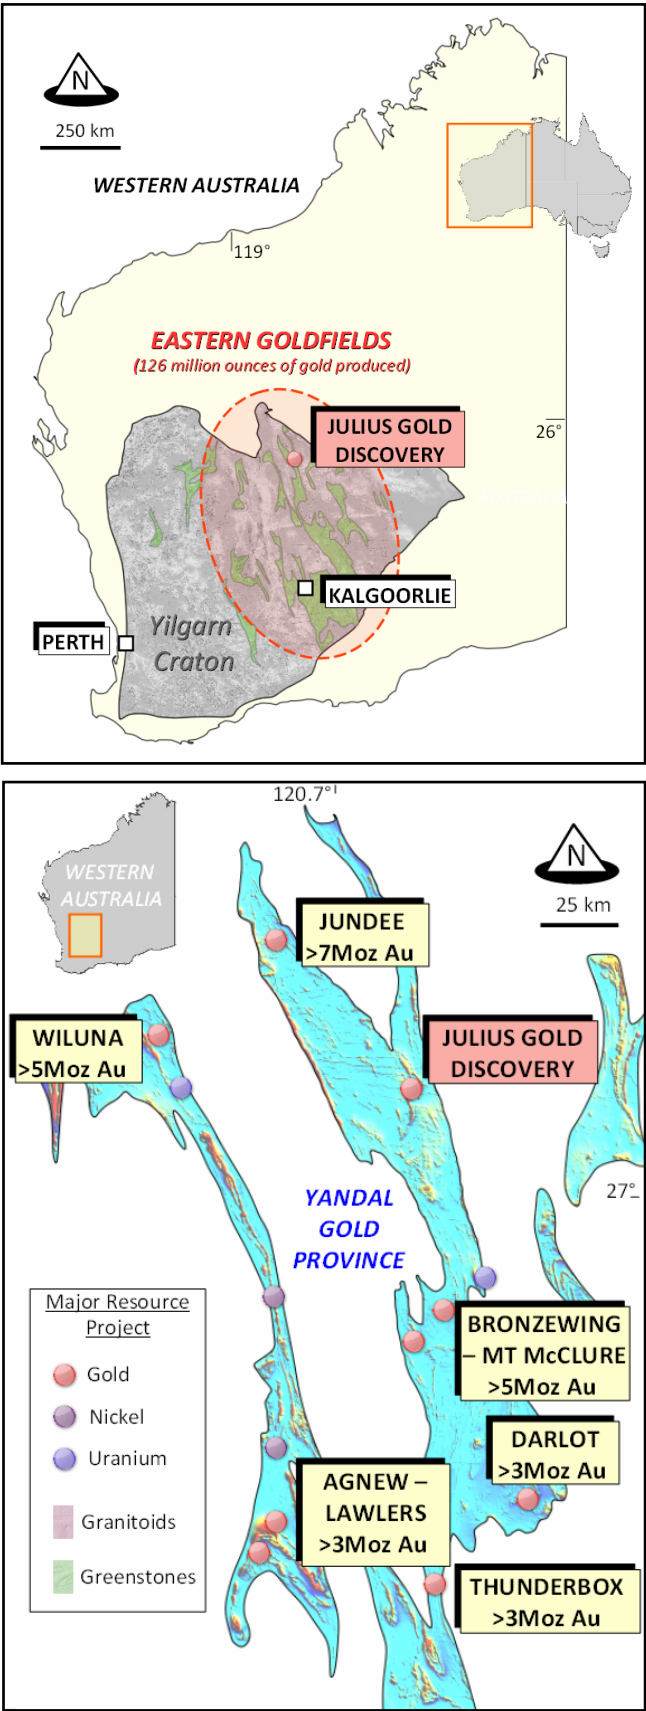 N
250 km
WESTERN AUSTRALIA
119°
EASTERN GOLDFIELDS
(126 million ounces of gold produced)
JULIUS GOLD
DISCOVERY
26°
KALGOORLIE
PERTH
Yilgarn
Craton
120.7°
N
25 km
WESTERN
AUSTRALIA
JUNDEE
>7Moz Au
WILUNA
>5Moz Au
JULIUS GOLD
DISCOVERY
27°
YANDAL
GOLD
PROVINCE
Major Resource
Project
Gold
Nickel
Uranium
Granitoids
Greenstones
BRONZEWING
– MT McCLURE
>5Moz Au
DARLOT
>3Moz Au
AGNEW –
LAWLERS
>3Moz Au
THUNDERBOX
>3Moz Au